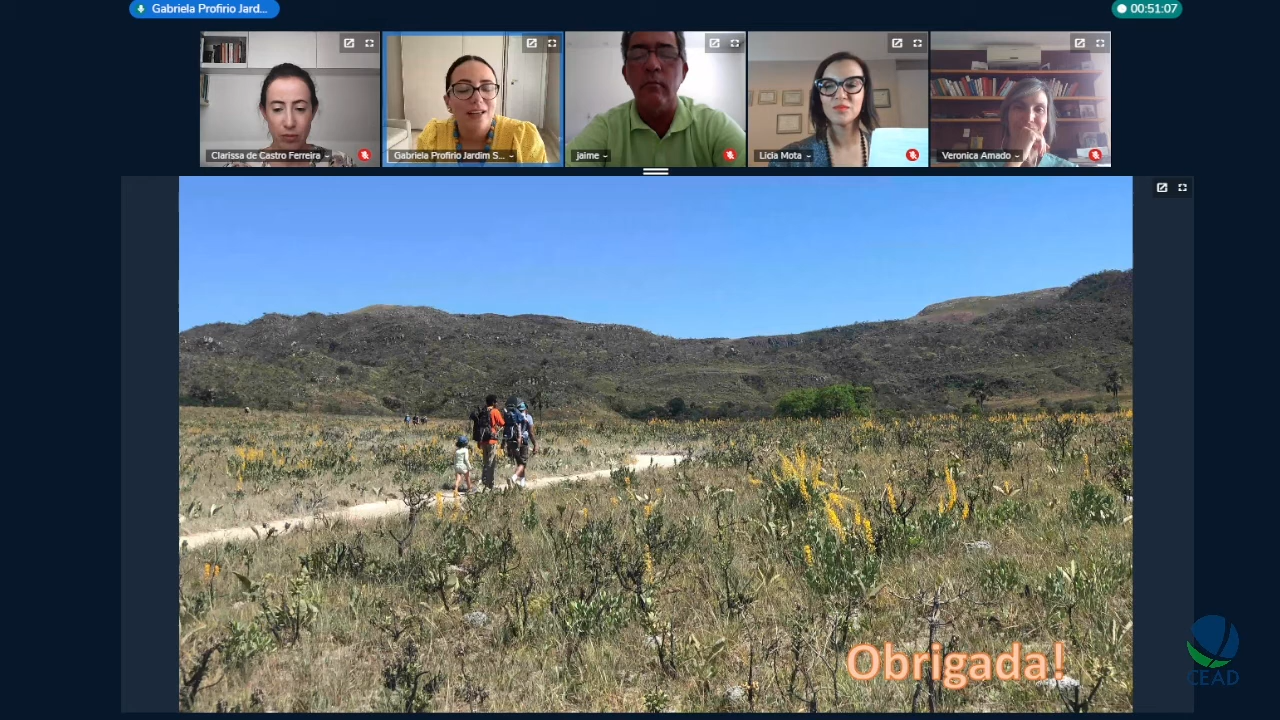 Gabriela Profirio Jard...
00:51:07
Clarissa de Castro Ferreira
Gabriela Profirio Jardim S...
jaime
Licia Mota
Veronica Amado
Obrigada!
CEAD